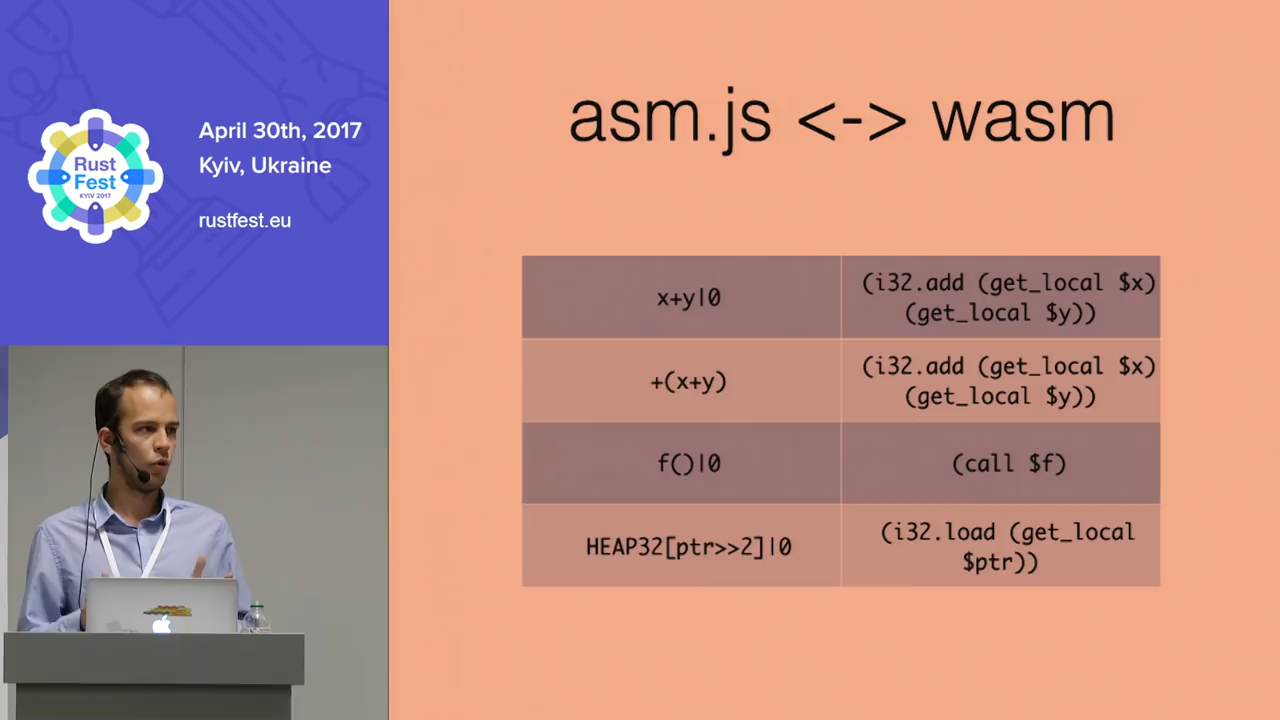 April 30th, 2017
Kyiv, Ukraine
rustfest.eu
Rust
Fest
KYIV 2017
asm.js <-> wasm
x+y|0
(i32.add (get_local $x)
(get_local $y))
+(x+y)
(i32.add (get_local $x)
(get_local $y))
f()|0
(call $f)
HEAP32[ptr>>2]|0
(i32.load (get_local
$ptr))